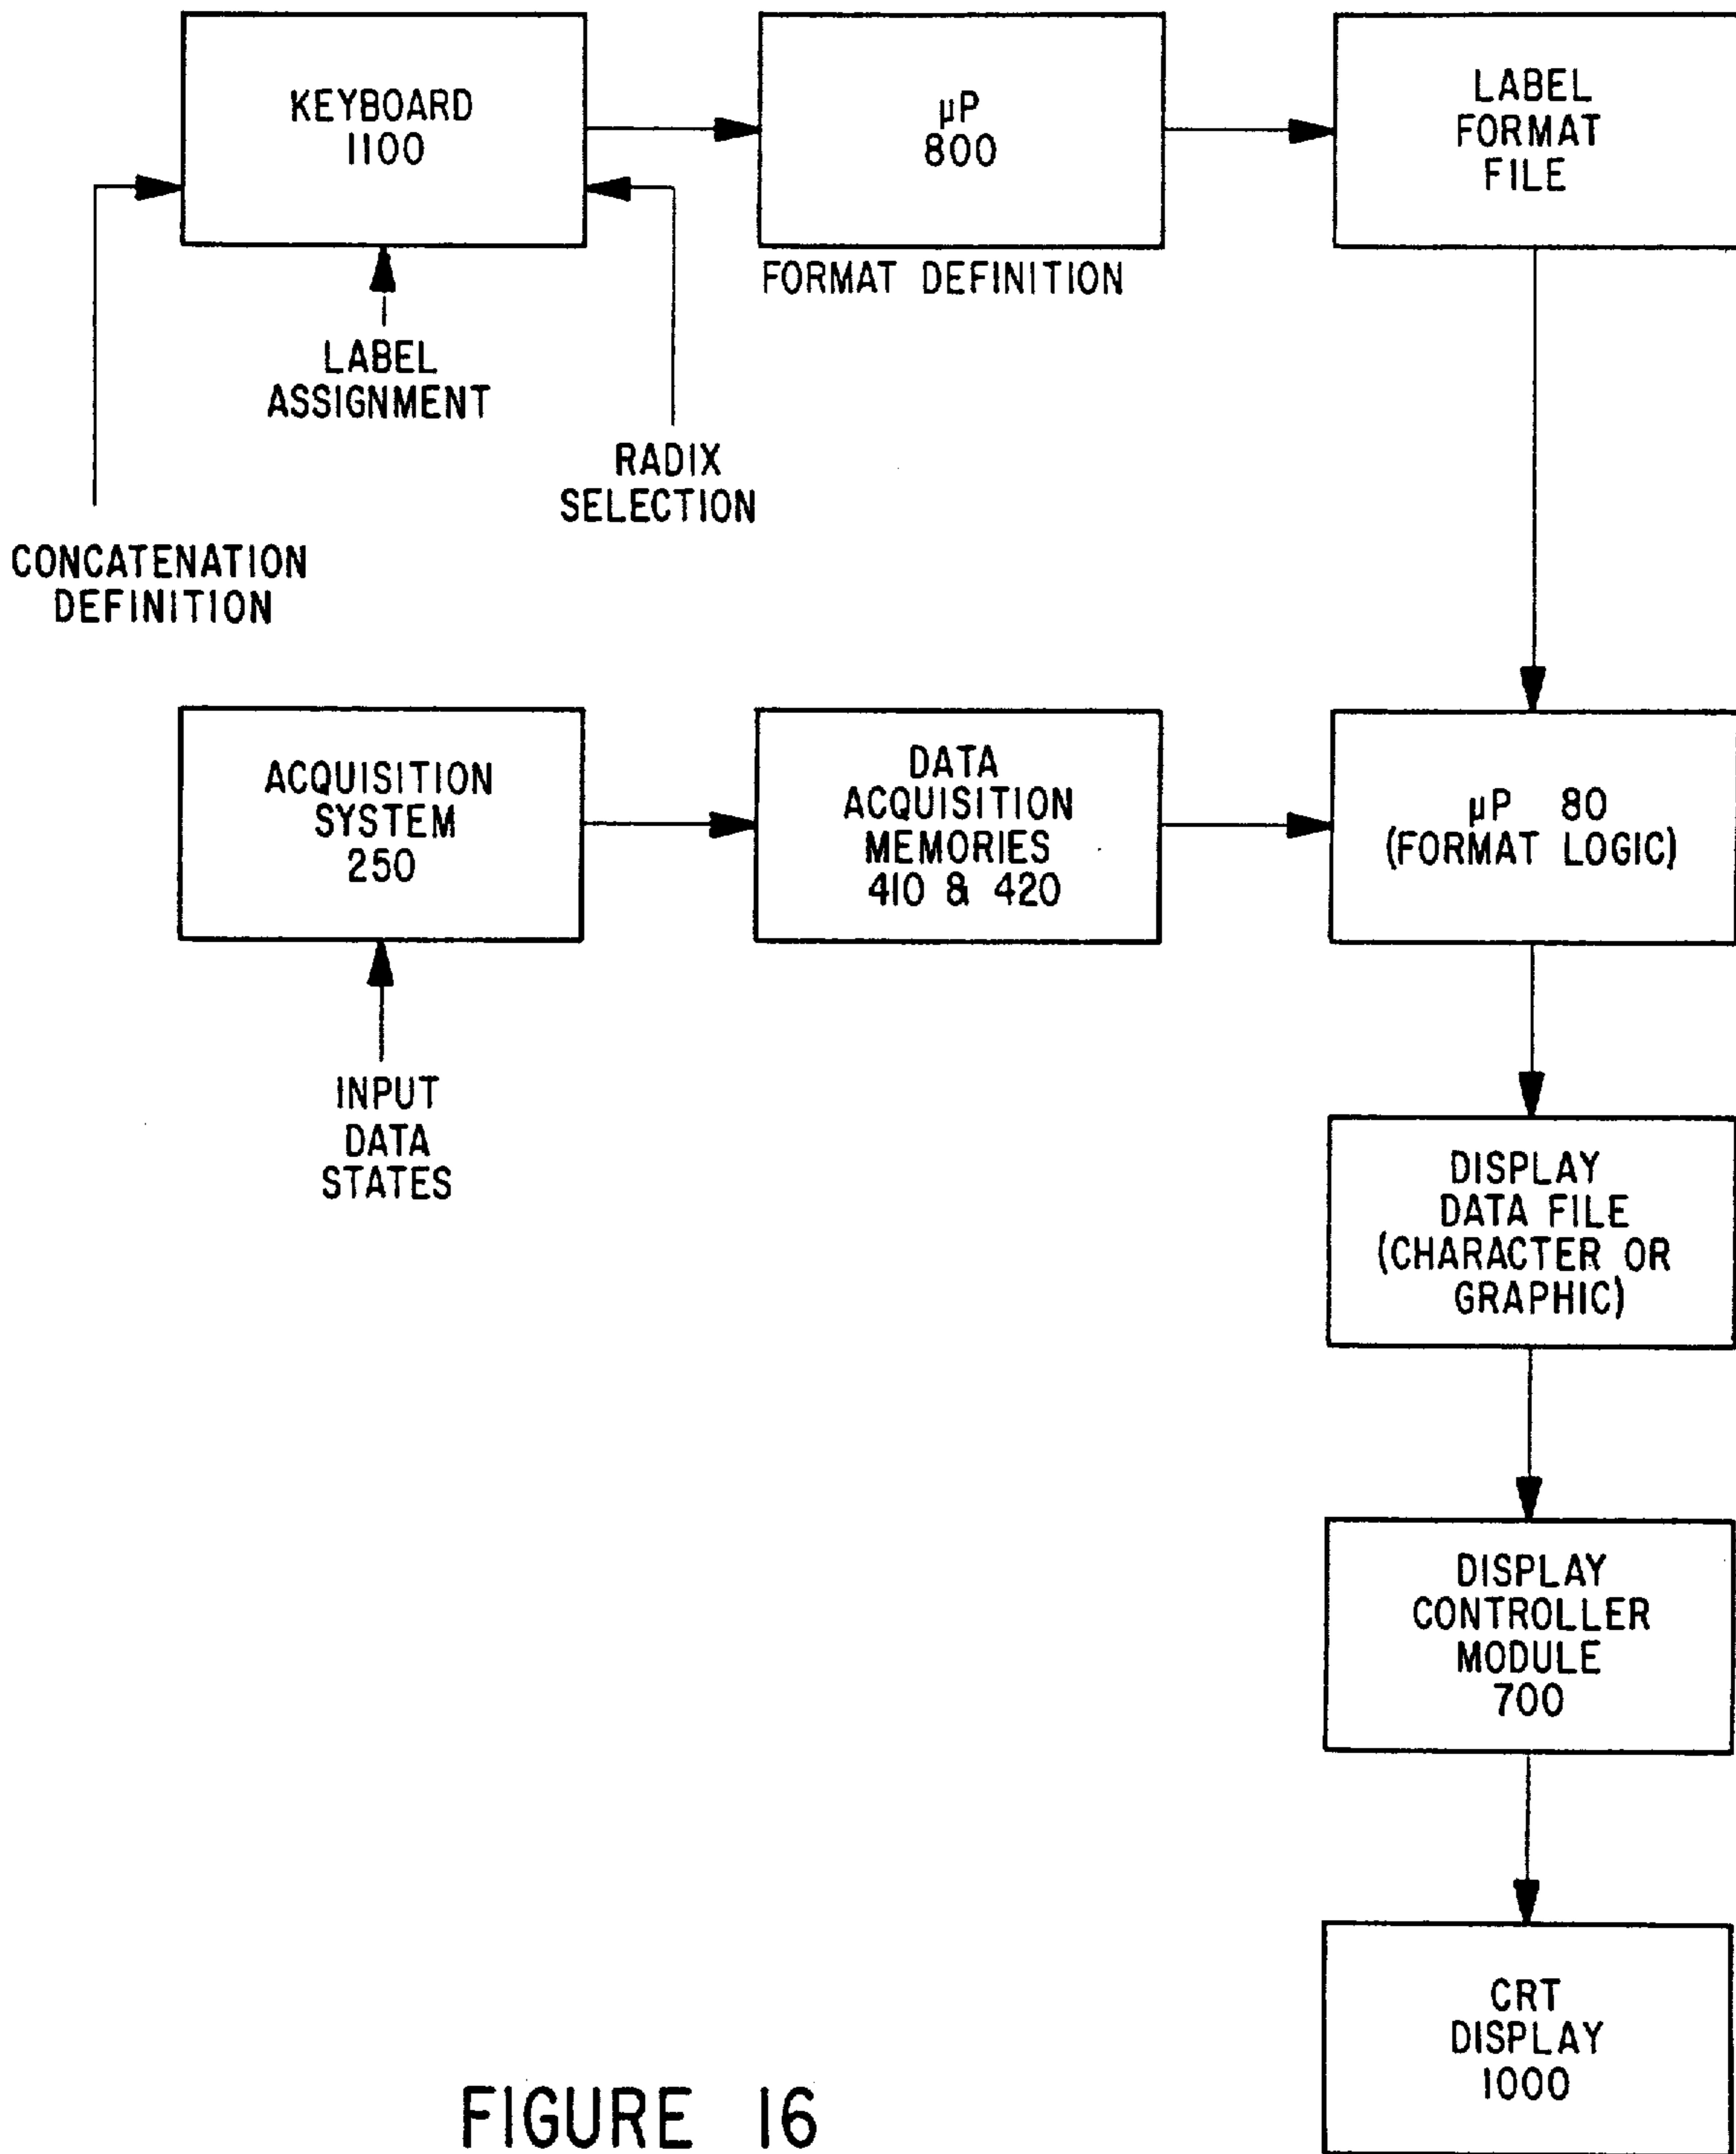 KEYBOARD
1100
µP
800
LABEL
FORMAT
FILE
FORMAT DEFINITION
LABEL
ASSIGNMENT
RADIX
SELECTION
CONCATENATION
DEFINITION
ACQUISITION
SYSTEM
250
DATA
ACQUISITION
MEMORIES
410 & 420
µP 80
(FORMAT LOGIC)
INPUT
DATA
STATES
DISPLAY
DATA FILE
(CHARACTER OR
GRAPHIC)
DISPLAY
CONTROLLER
MODULE
700
CRT
DISPLAY
1000
FIGURE 16